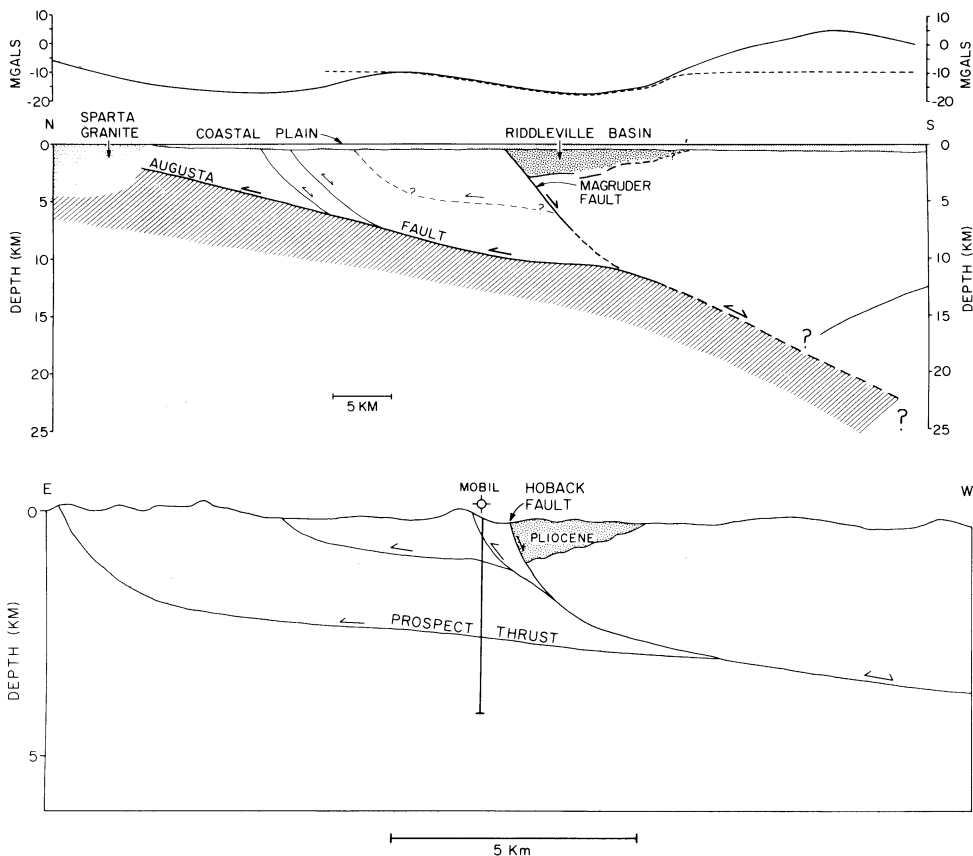 10
0
-10
-20
MGALS
10
0
-10
-20
MGALS
N
S
SPARTA
GRANITE
COASTAL PLAIN
RIDDLEVILLE BASIN
0
5
10
15
20
25
DEPTH (KM)
0
5
10
15
20
25
DEPTH (KM)
AUGUSTA
FAULT
MAGRUDER
FAULT
?
?
?
?
?
5 KM
E
W
MOBIL
HOBACK
FAULT
PLIOCENE
PROSPECT THRUST
0
5
DEPTH (KM)
5 Km